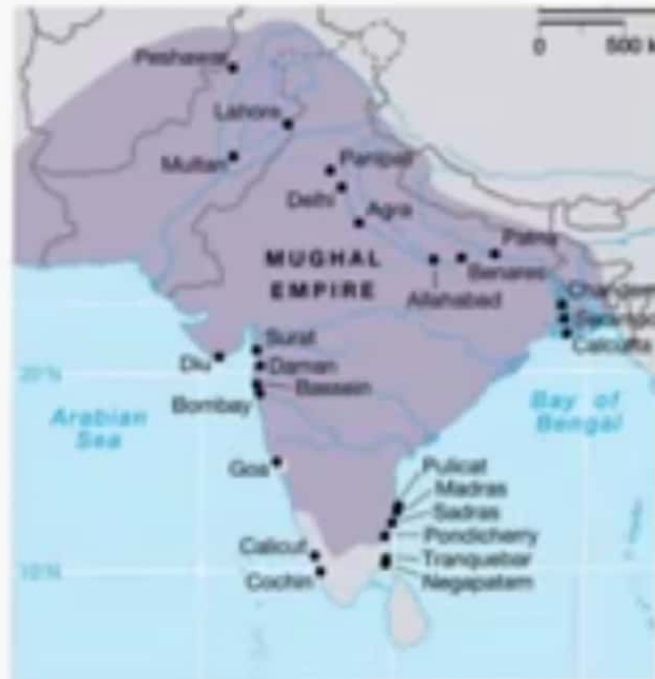 0 500 k
Peshawar
Lahore
Multan
Panipat
Delhi
Agra
MUGHAL
EMPIRE
Patna
Benares
Allahabad
Calcutta
Surat
Diu
Daman
20°N
Bassein
Bombay
Arabian
Sea
Bay of
Bengal
Goa
Pulicat
Madras
Sadras
Pondicherry
Calicut
Tranquebar
10°N
Cochin
Negapatam